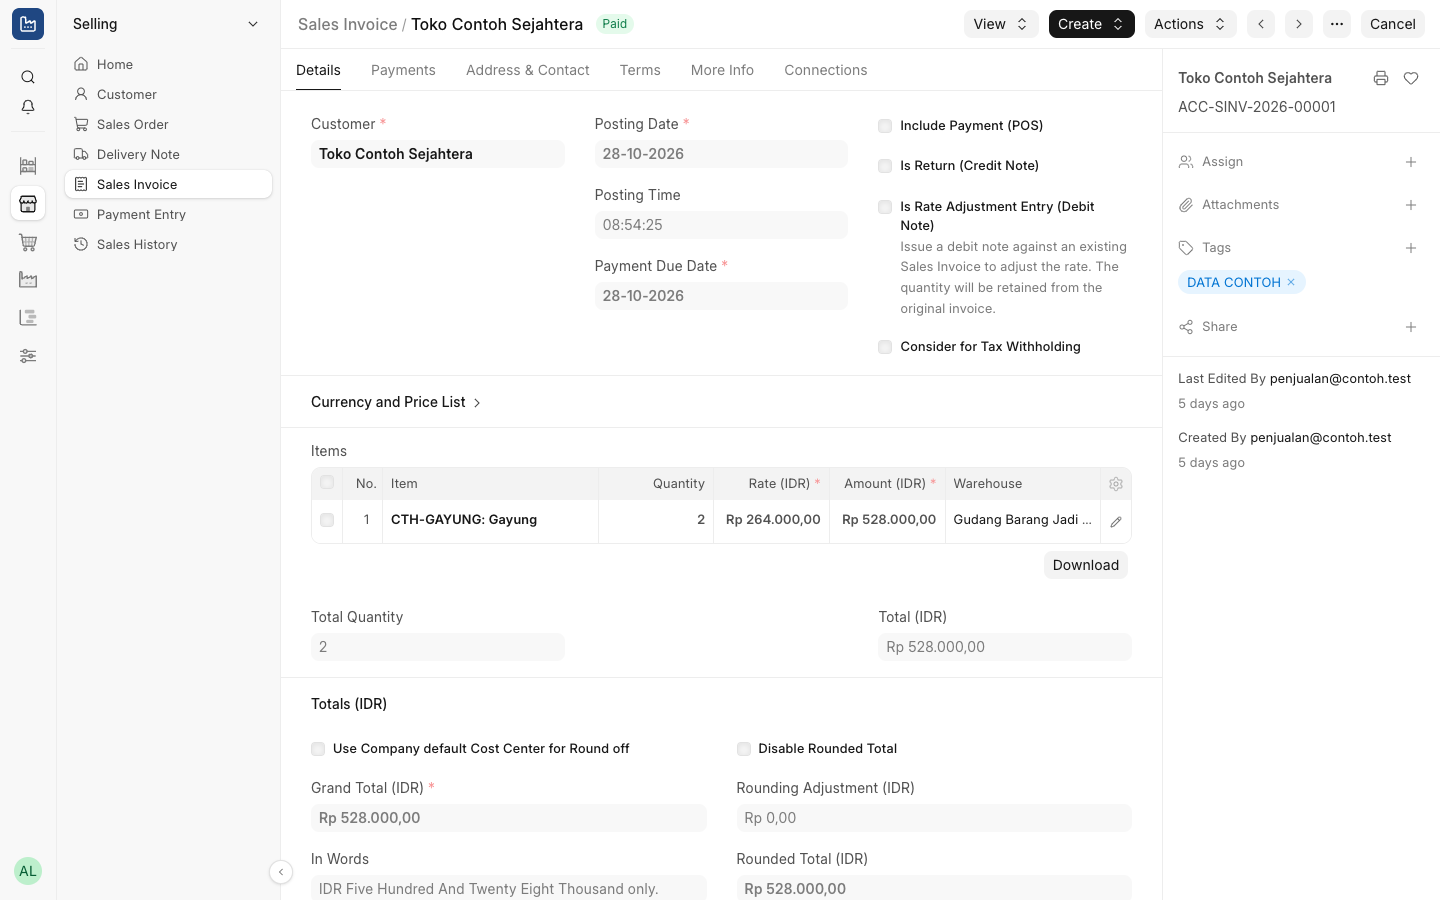 Selling
Home
Customer
Sales Order
Delivery Note
Sales Invoice
Payment Entry
Sales History
AL
Sales Invoice / Toko Contoh Sejahtera Paid
View
Create
Actions
Cancel
Details
Payments
Address & Contact
Terms
More Info
Connections
Customer *
Toko Contoh Sejahtera
Posting Date *
28-10-2026
Posting Time
08:54:25
Payment Due Date *
28-10-2026
Include Payment (POS)
Is Return (Credit Note)
Is Rate Adjustment Entry (Debit
Note)
Issue a debit note against an existing
Sales Invoice to adjust the rate. The
quantity will be retained from the
original invoice.
Consider for Tax Withholding
Currency and Price List
Items
No. Item Quantity Rate (IDR) * Amount (IDR) * Warehouse
1 CTH-GAYUNG: Gayung 2 Rp 264.000,00 Rp 528.000,00 Gudang Barang Jadi ...
Download
Total Quantity
2
Total (IDR)
Rp 528.000,00
Totals (IDR)
Use Company default Cost Center for Round off
Disable Rounded Total
Grand Total (IDR) *
Rp 528.000,00
Rounding Adjustment (IDR)
Rp 0,00
In Words
IDR Five Hundred And Twenty Eight Thousand only.
Rounded Total (IDR)
Rp 528.000,00
Toko Contoh Sejahtera
ACC-SINV-2026-00001
Assign
Attachments
Tags
DATA CONTOH
Share
Last Edited By penjualan@contoh.test
5 days ago
Created By penjualan@contoh.test
5 days ago